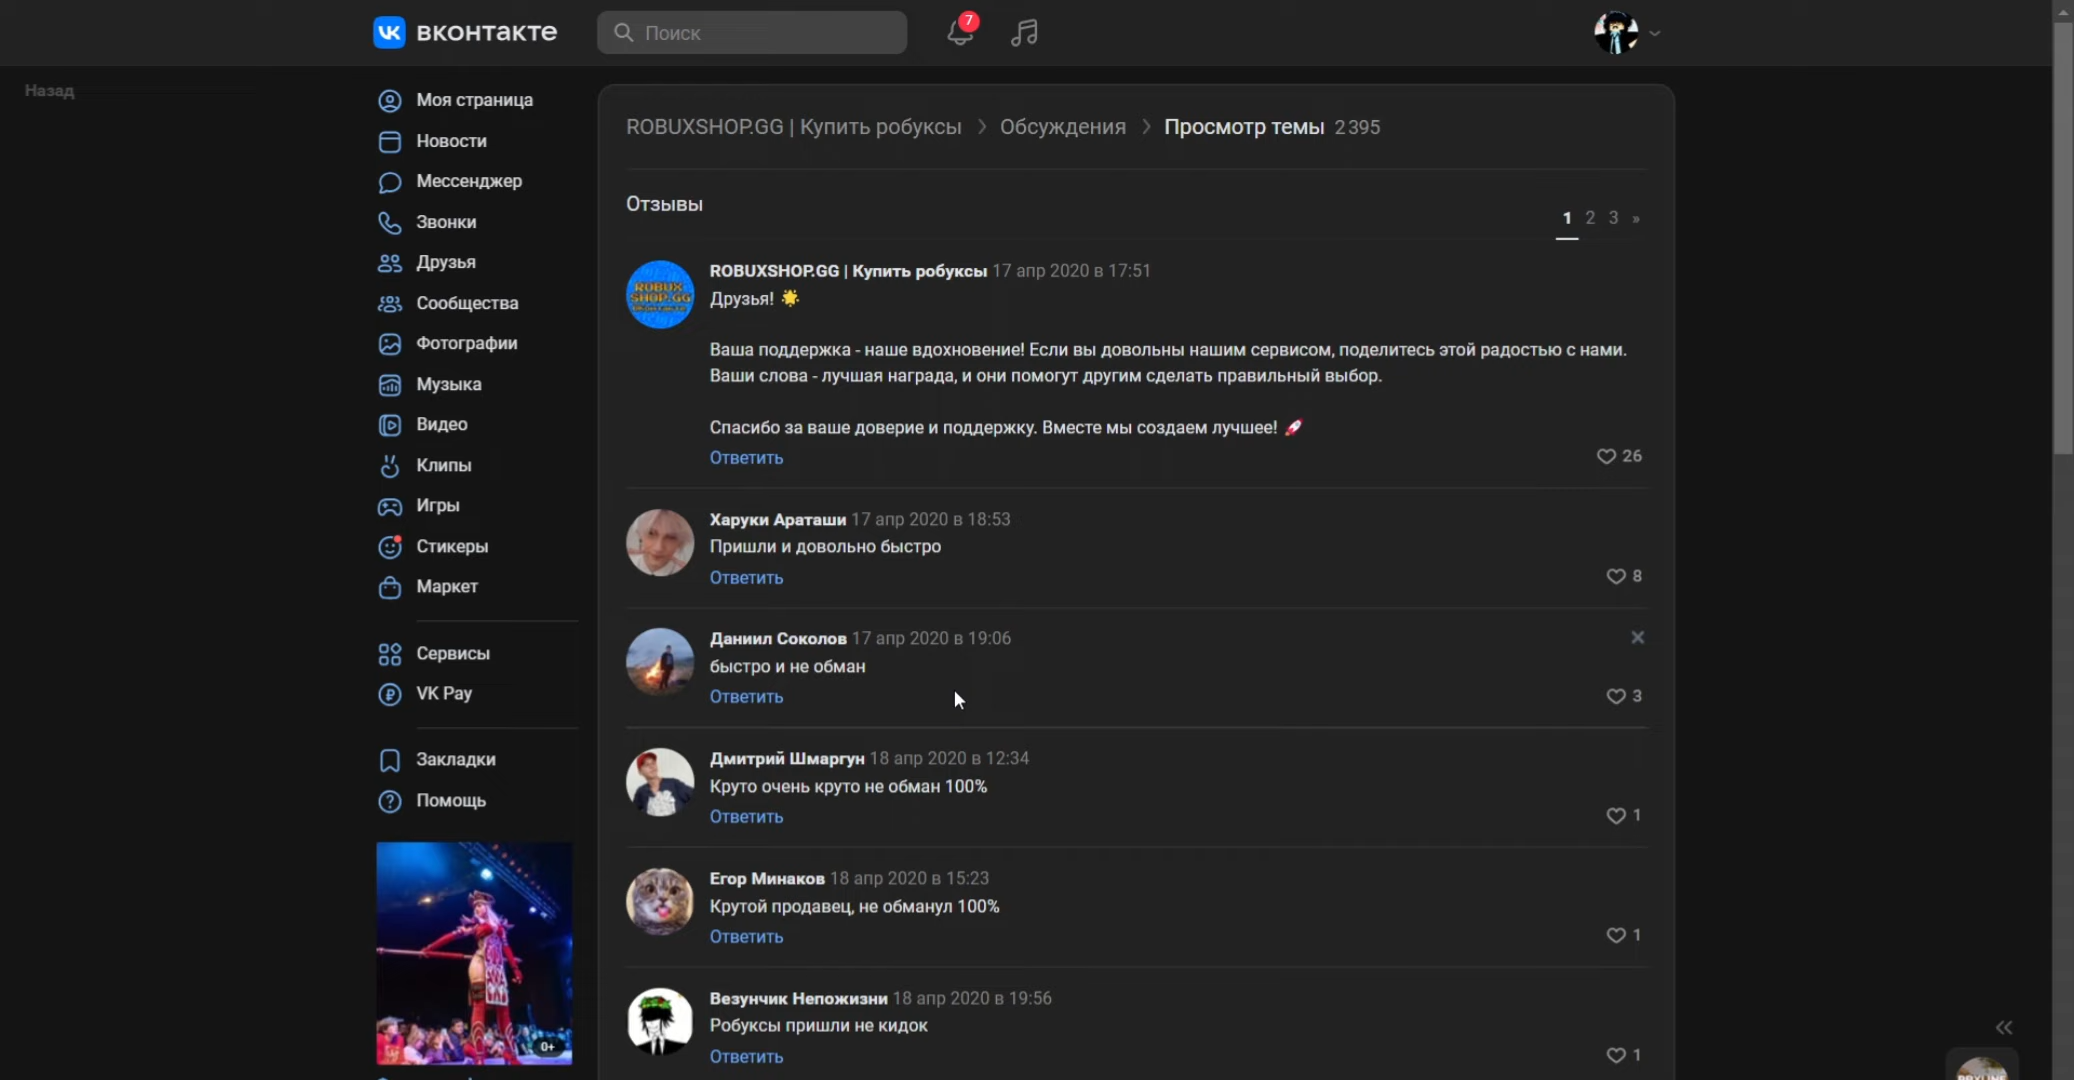 вконтакте
Поиск
7
Назад
Моя страница
Новости
Мессенджер
Звонки
Друзья
Сообщества
Фотографии
Музыка
Видео
Клипы
Игры
Стикеры
Маркет
Сервисы
VK Pay
Закладки
Помощь
0+
ROBUXSHOP.GG | Купить робуксы > Обсуждения > Просмотр темы 2 395
Отзывы
1 2 3 »
ROBUX
SHOP.GG
ROBUXSHOP.GG | Купить робуксы 17 апр 2020 в 17:51
Друзья! 🌟
Ваша поддержка - наше вдохновение! Если вы довольны нашим сервисом, поделитесь этой радостью с нами.
Ваши слова - лучшая награда, и они помогут другим сделать правильный выбор.
Спасибо за ваше доверие и поддержку. Вместе мы создаем лучшее! 🚀
Ответить
26
Харуки Араташи 17 апр 2020 в 18:53
Пришли и довольно быстро
Ответить
8
Даниил Соколов 17 апр 2020 в 19:06
быстро и не обман
Ответить
3
Дмитрий Шмаргун 18 апр 2020 в 12:34
Круто очень круто не обман 100%
Ответить
1
Егор Минаков 18 апр 2020 в 15:23
Крутой продавец, не обманул 100%
Ответить
1
Везунчик Непожизни 18 апр 2020 в 19:56
Робуксы пришли не кидок
Ответить
1